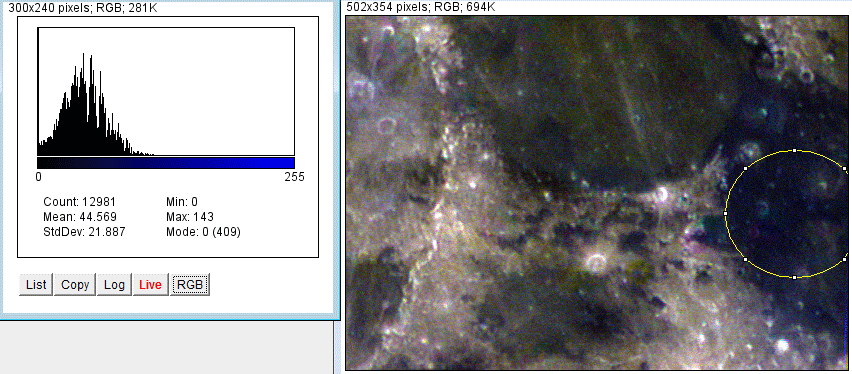 300x240 pixels; RGB; 281K
0 255
Count: 12981 Min: 0
Mean: 44.569 Max: 143
StdDev: 21.887 Mode: 0 (409)
List Copy Log Live RGB
502x354 pixels; RGB; 694K